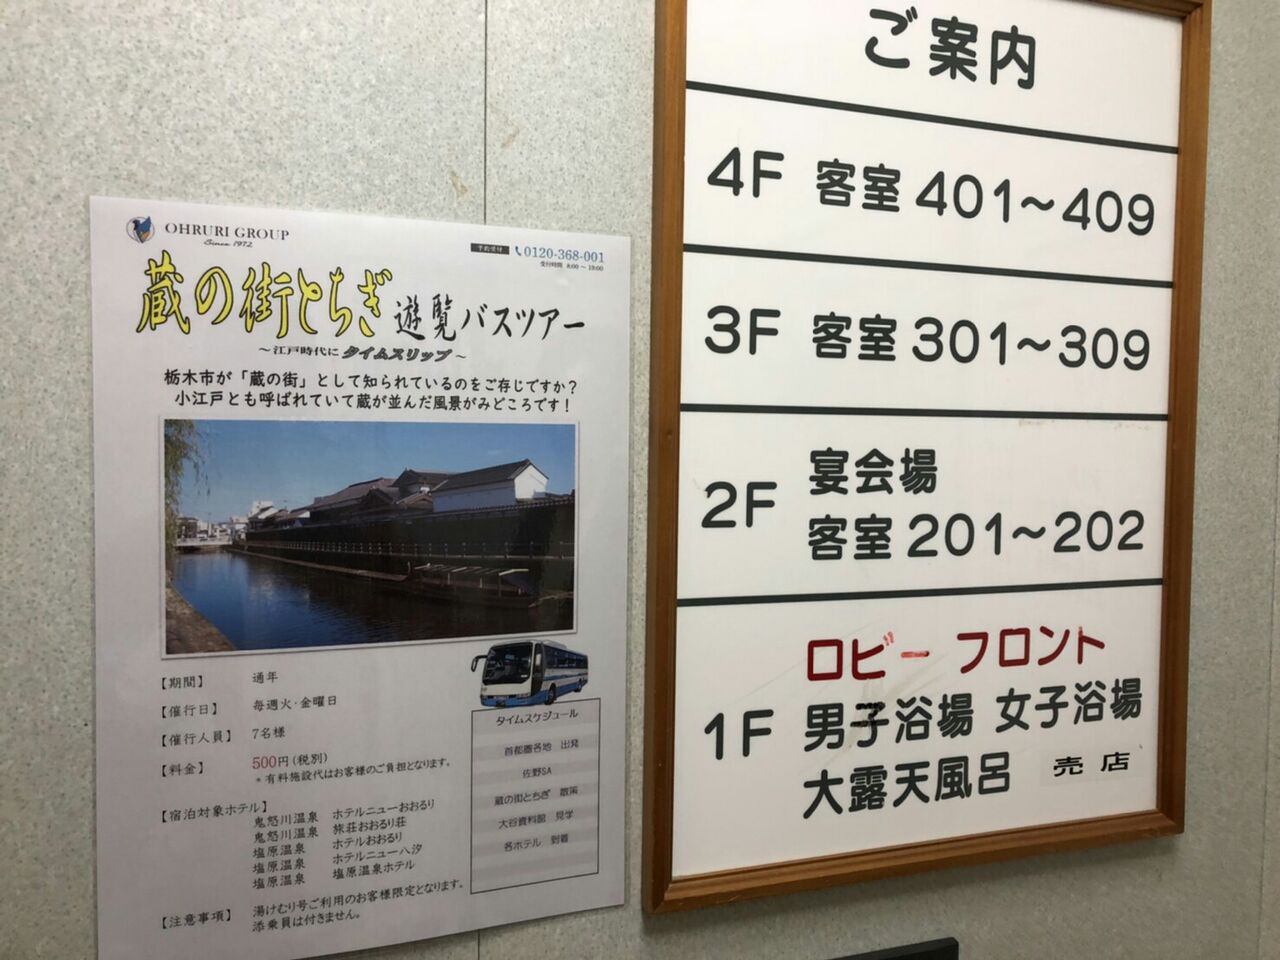 OHRURI GROUP
Since 1972
予約受付 0120-368-001
受付時間 8:00～19:00
蔵の街とちぎ 遊覧バスツアー
～江戸時代に タイムスリップ～
栃木市が「蔵の街」として知られているのをご存じですか？
小江戸とも呼ばれていて蔵が並んだ風景がみどころです！
【期間】 通年
【催行日】 毎週火・金曜日
【催行人員】 7名様
【料金】 500円（税別）
＊有料施設代はお客様のご負担となります。
【宿泊対象ホテル】
鬼怒川温泉 ホテルニューおおるり
鬼怒川温泉 旅荘おおるり荘
塩原温泉 ホテルおおるり
塩原温泉 ホテルニュー八汐
塩原温泉 塩原温泉ホテル
【注意事項】 湯けむり号ご利用のお客様限定となります。
添乗員は付きません。
タイムスケジュール
首都圏各地 出発
佐野SA
蔵の街とちぎ 散策
大谷資料館 見学
各ホテル 到着
ご案内
4F 客室 401～409
3F 客室 301～309
2F 宴会場
客室 201～202
1F ロビー フロント
男子浴場 女子浴場
大露天風呂 売店